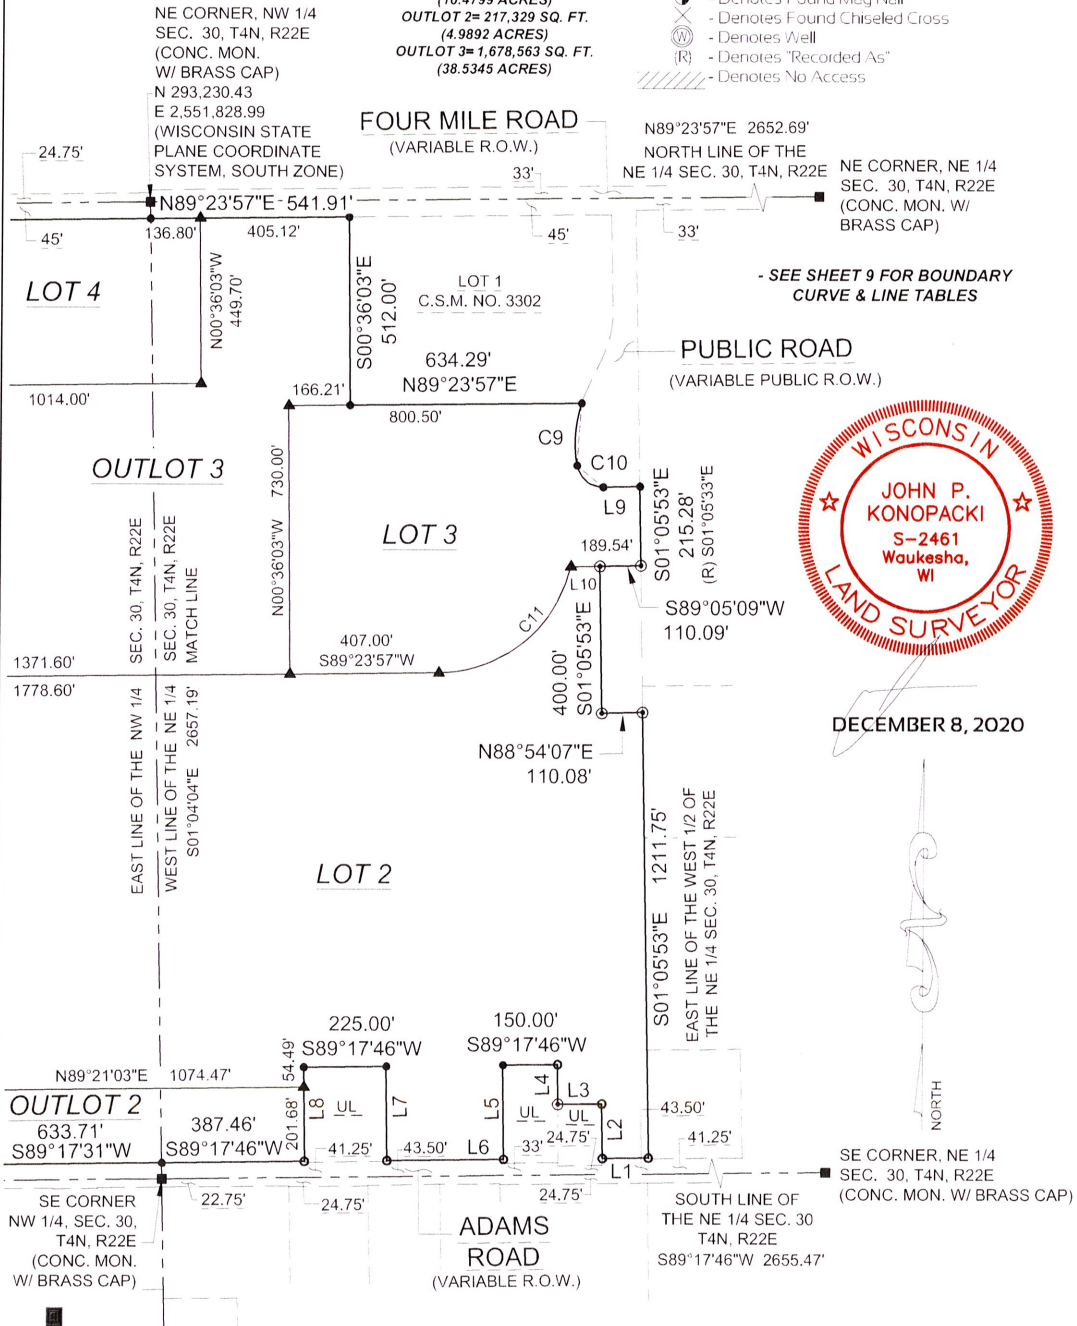 NE CORNER, NW 1/4
SEC. 30, T4N, R22E
(CONC. MON.
W/ BRASS CAP)
N 293,230.43
E 2,551,828.99
(WISCONSIN STATE
PLANE COORDINATE
SYSTEM, SOUTH ZONE)
(10.4799 ACRES)
OUTLOT 2= 217,329 SQ. FT.
(4.9892 ACRES)
OUTLOT 3= 1,678,563 SQ. FT.
(38.5345 ACRES)
- Denotes Found Mag Nail
- Denotes Found Chiseled Cross
W - Denotes Well
(R) - Denotes "Recorded As"
- Denotes No Access
FOUR MILE ROAD
(VARIABLE R.O.W.)
N89°23'57"E 2652.69'
NORTH LINE OF THE
NE 1/4 SEC. 30, T4N, R22E
NE CORNER, NE 1/4
SEC. 30, T4N, R22E
(CONC. MON. W/
BRASS CAP)
24.75'
33'
N89°23'57"E 541.91'
45'
136.80'
405.12'
45'
33'
LOT 4
N00°36'03"W
449.70'
S00°36'03"E
512.00'
LOT 1
C.S.M. NO. 3302
- SEE SHEET 9 FOR BOUNDARY
CURVE & LINE TABLES
PUBLIC ROAD
(VARIABLE PUBLIC R.O.W.)
634.29'
N89°23'57"E
1014.00'
166.21'
800.50'
C9
C10
L9
OUTLOT 3
N00°36'03"W 730.00'
LOT 3
S01°05'53"E
215.28'
(R) S01°05'33"E
189.54'
L10
S89°05'09"W
110.09'
C11
WISCONSIN
JOHN P.
KONOPACKI
S-2461
Waukesha,
WI
LAND SURVEYOR
DECEMBER 8, 2020
EAST LINE OF THE NW 1/4 SEC. 30, T4N, R22E
WEST LINE OF THE NE 1/4 SEC. 30, T4N, R22E
S01°04'04"E 2657.19' MATCH LINE
407.00'
S89°23'57"W
1371.60'
1778.60'
400.00'
S01°05'53"E
N88°54'07"E
110.08'
LOT 2
S01°05'53"E 1211.75'
EAST LINE OF THE WEST 1/2 OF
THE NE 1/4 SEC. 30, T4N, R22E
225.00'
S89°17'46"W
150.00'
S89°17'46"W
N89°21'03"E 1074.47'
54.49'
201.68'
L8
UL
L7
L5
L4
L3
UL
UL
L2
OUTLOT 2
633.71'
S89°17'31"W
387.46'
S89°17'46"W
41.25'
43.50'
L6
33'
24.75'
L1
43.50'
41.25'
NORTH
SE CORNER, NE 1/4
SEC. 30, T4N, R22E
(CONC. MON. W/ BRASS CAP)
SE CORNER
NW 1/4, SEC. 30,
T4N, R22E
(CONC. MON.
W/ BRASS CAP)
22.75'
24.75'
24.75'
ADAMS
ROAD
(VARIABLE R.O.W.)
SOUTH LINE OF
THE NE 1/4 SEC. 30
T4N, R22E
S89°17'46"W 2655.47'